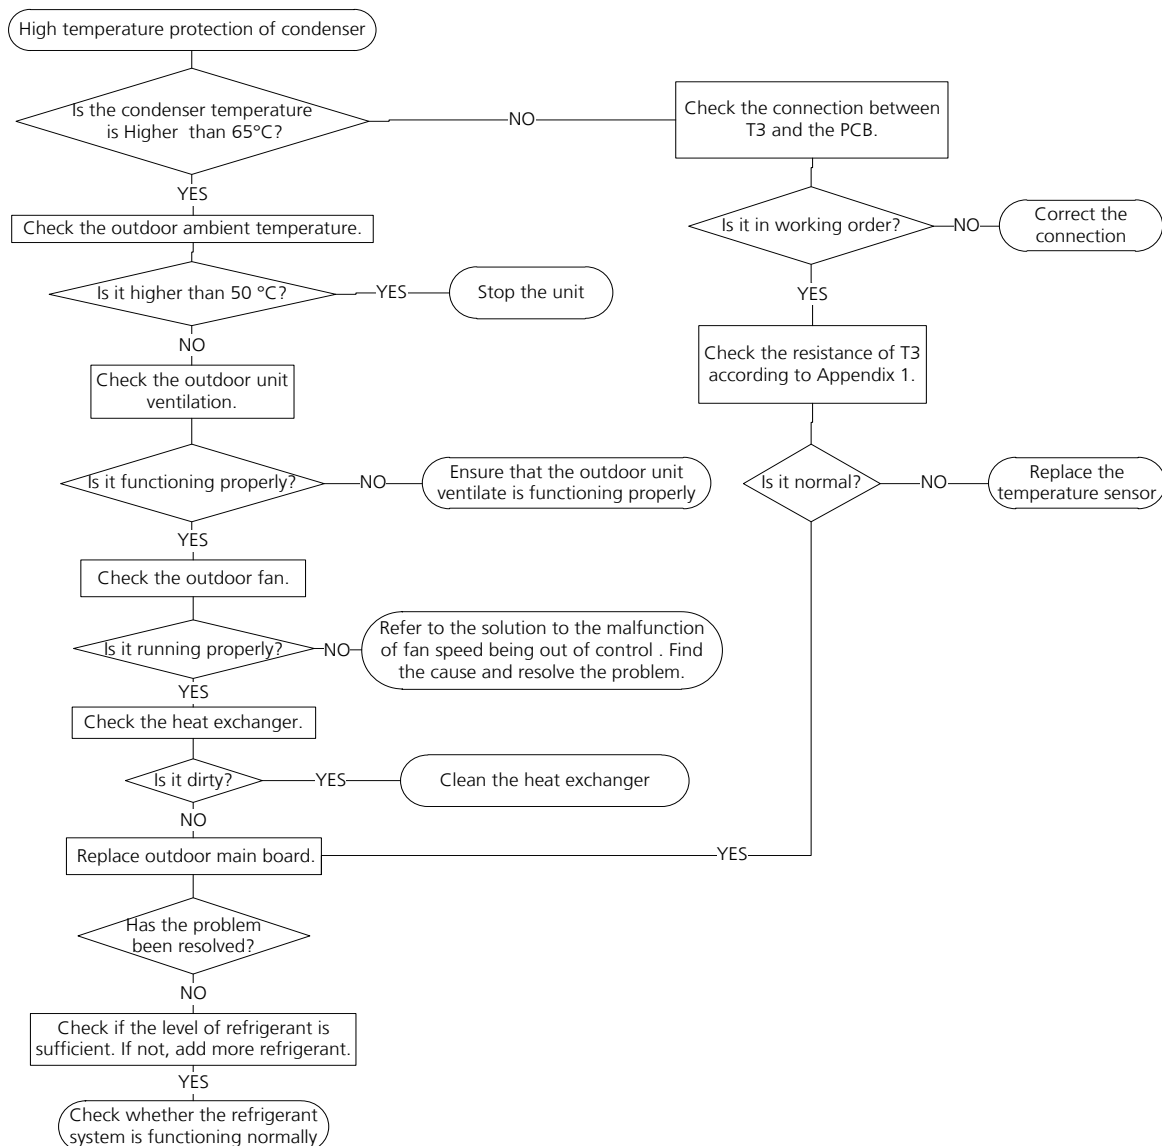 High temperature protection of condenser
Is the condenser temperature
is Higher than 65°C?
NO
Check the connection between
T3 and the PCB.
YES
Check the outdoor ambient temperature.
Is it in working order?
NO
Correct the
connection
Is it higher than 50 °C?
YES
Stop the unit
YES
NO
Check the outdoor unit
ventilation.
Check the resistance of T3
according to Appendix 1.
Is it functioning properly?
NO
Ensure that the outdoor unit
ventilate is functioning properly
Is it normal?
NO
Replace the
temperature sensor
YES
Check the outdoor fan.
Is it running properly?
NO
Refer to the solution to the malfunction
of fan speed being out of control . Find
the cause and resolve the problem.
YES
Check the heat exchanger.
Is it dirty?
YES
Clean the heat exchanger
NO
Replace outdoor main board.
YES
Has the problem
been resolved?
NO
Check if the level of refrigerant is
sufficient. If not, add more refrigerant.
YES
Check whether the refrigerant
system is functioning normally